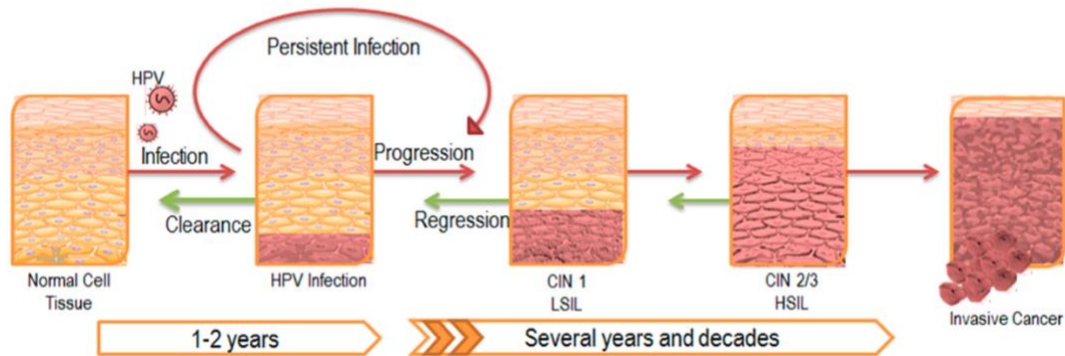 Persistent Infection
HPV
Infection
Progression
Clearance
Regression
Normal Cell
Tissue
HPV Infection
CIN 1
LSIL
CIN 2/3
HSIL
Invasive Cancer
1-2 years
Several years and decades